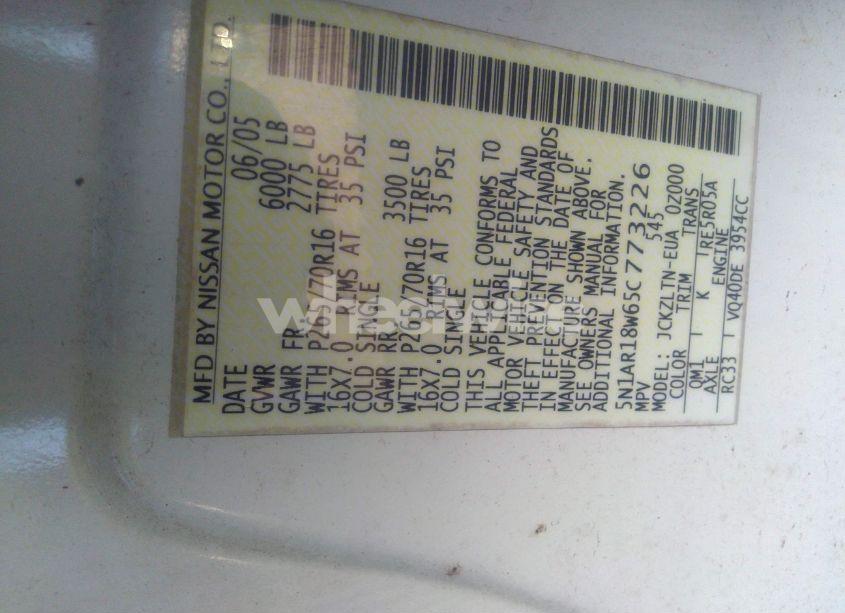 MFD BY NISSAN MOTOR CO., LTD.
DATE 06/05
GVWR 6000 LB
GAWR FR 2775 LB
WITH P265/70R16 TIRES
16X7.0 RIMS AT 35 PSI
COLD SINGLE
GAWR RR 3500 LB
WITH P265/70R16 TIRES
16X7.0 RIMS AT 35 PSI
COLD SINGLE
THIS VEHICLE CONFORMS TO
ALL APPLICABLE FEDERAL
MOTOR VEHICLE SAFETY AND
THEFT PREVENTION STANDARDS
IN EFFECT ON THE DATE OF
MANUFACTURE SHOWN ABOVE.
SEE OWNERS MANUAL FOR
ADDITIONAL INFORMATION.
5N1AR18W65C773226
MPV 545
MODEL: JCKZLTN-EUA 0Z000
COLOR TRIM TRANS
QM1 K RE5R05A
AXLE ENGINE
RC33 VQ40DE 3954CC